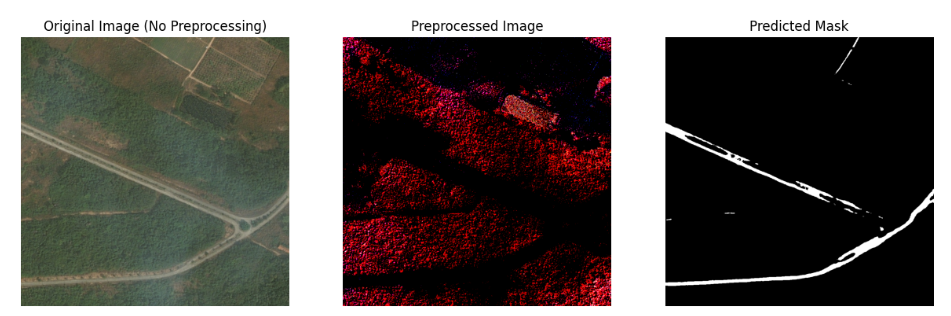 Original Image (No Preprocessing)
Preprocessed Image
Predicted Mask